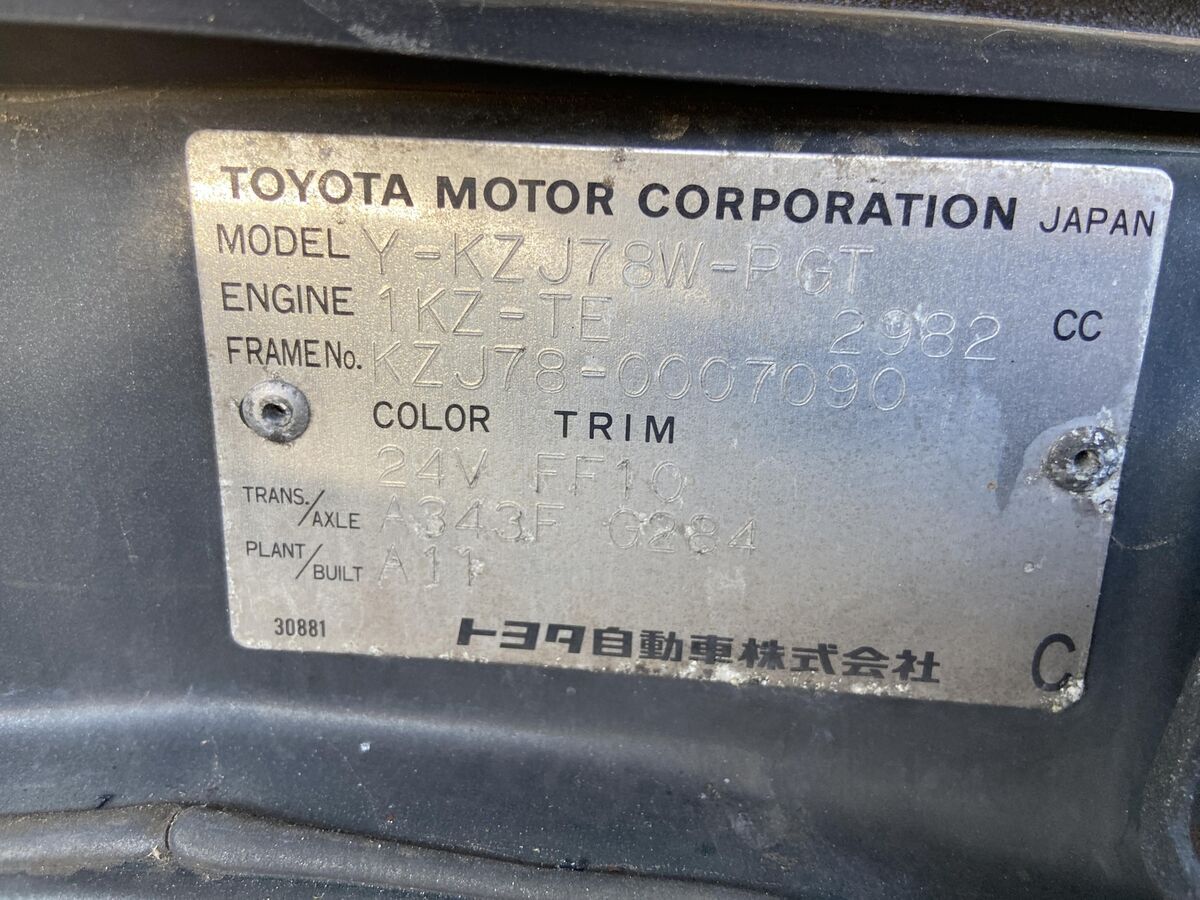 TOYOTA MOTOR CORPORATION JAPAN
MODEL Y-KZJ78W-PGT
ENGINE 1KZ-TE 2982 CC
FRAME No. KZJ78-0007090
COLOR TRIM
24V FF10
TRANS./AXLE A343F G284
PLANT/BUILT A11
30881 トヨタ自動車株式会社 C